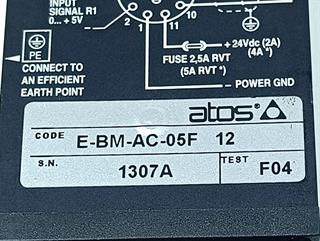 INPUT
SIGNAL R1
0... + 5V
1
11
2
10
+ 24Vdc (2A)
(4A *)
FUSE 2,5A RVT
(5A RVT *)
PE
CONNECT TO
AN EFFICIENT
EARTH POINT
- POWER GND
atos
CODE E-BM-AC-05F 12
S.N. 1307A TEST F04